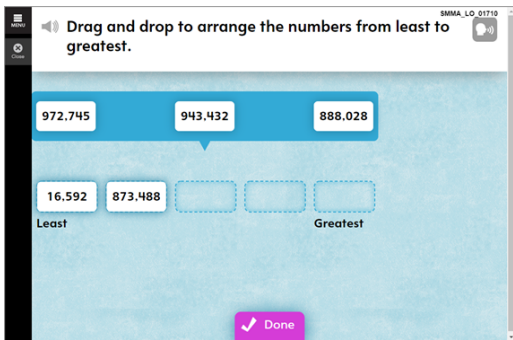 SMMA_LO_01710
MENU
Drag and drop to arrange the numbers from least to
greatest.
Close
972,745 943,432 888,028
16,592 873,488
Least Greatest
Done